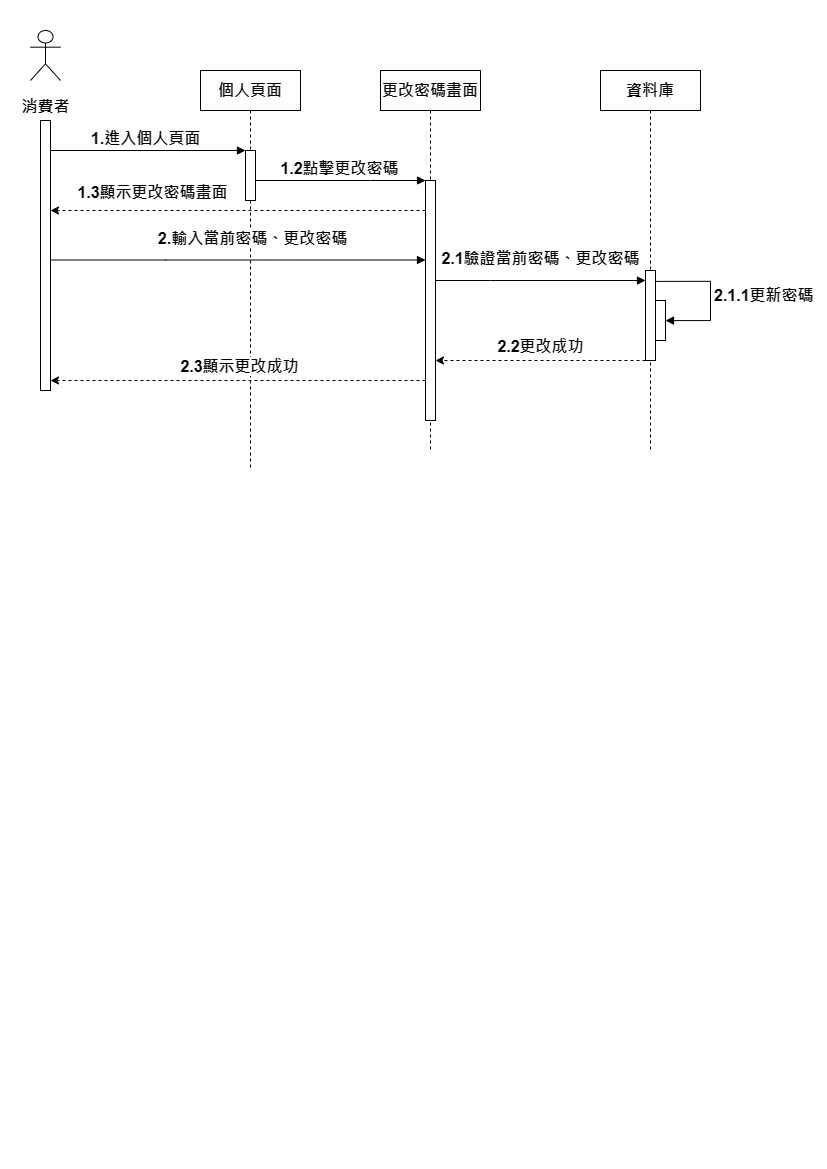 個人頁面
更改密碼畫面
資料庫
消費者
1.進入個人頁面
1.2點擊更改密碼
1.3顯示更改密碼畫面
2.輸入當前密碼、更改密碼
2.1驗證當前密碼、更改密碼
2.1.1更新密碼
2.2更改成功
2.3顯示更改成功